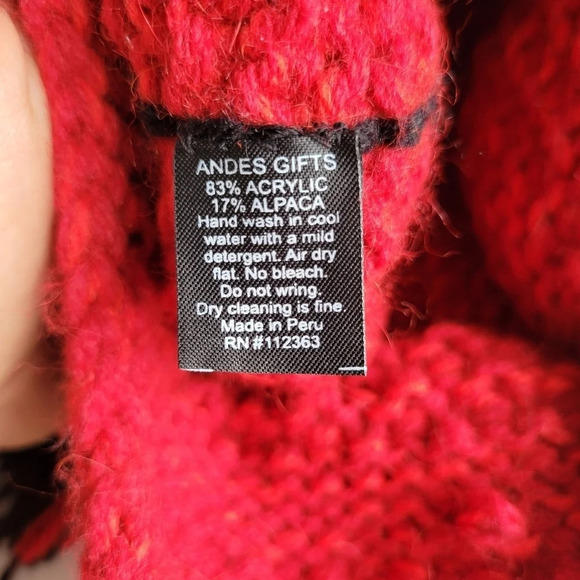 ANDES GIFTS
83% ACRYLIC
17% ALPACA
Hand wash in cool
water with a mild
detergent. Air dry
flat. No bleach.
Do not wring.
Dry cleaning is fine.
Made in Peru
RN #112363